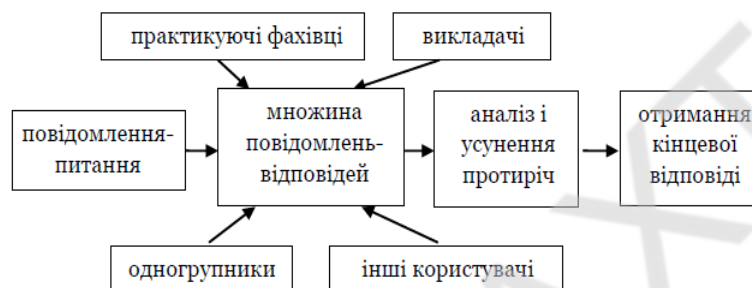 практикуючі фахівці
викладачі
повідомлення-
питання
множина
повідомлень-
відповідей
аналіз і
усунення
протиріч
отримання
кінцевої
відповіді
одногрупники
інші користувачі